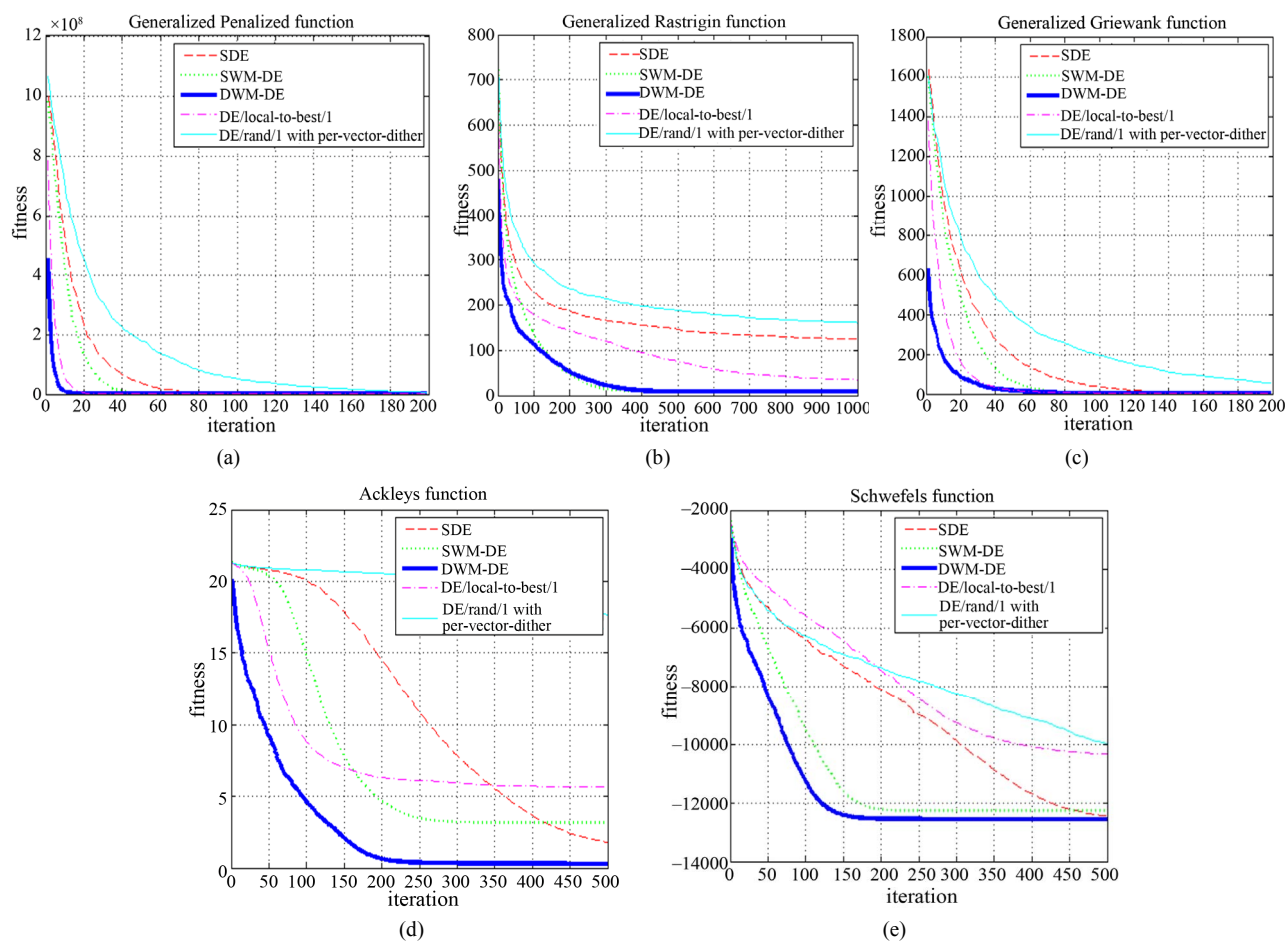 Generalized Penalized function
×10⁸
12
10
8
6
4
2
0
fitness
SDE
SWM-DE
DWM-DE
DE/local-to-best/1
DE/rand/1 with per-vector-dither
0 20 40 60 80 100 120 140 160 180 200
iteration
(a)
Generalized Rastrigin function
800
700
600
500
400
300
200
100
0
fitness
SDE
SWM-DE
DWM-DE
DE/local-to-best/1
DE/rand/1 with per-vector-dither
0 100 200 300 400 500 600 700 800 900 1000
iteration
(b)
Generalized Griewank function
1800
1600
1400
1200
1000
800
600
400
200
0
fitness
SDE
SWM-DE
DWM-DE
DE/local-to-best/1
DE/rand/1 with per-vector-dither
0 20 40 60 80 100 120 140 160 180 200
iteration
(c)
Ackleys function
25
20
15
10
5
0
fitness
SDE
SWM-DE
DWM-DE
DE/local-to-best/1
DE/rand/1 with
per-vector-dither
0 50 100 150 200 250 300 350 400 450 500
iteration
(d)
Schwefels function
−2000
−4000
−6000
−8000
−10000
−12000
−14000
fitness
SDE
SWM-DE
DWM-DE
DE/local-to-best/1
DE/rand/1 with
per-vector-dither
0 50 100 150 200 250 300 350 400 450 500
iteration
(e)